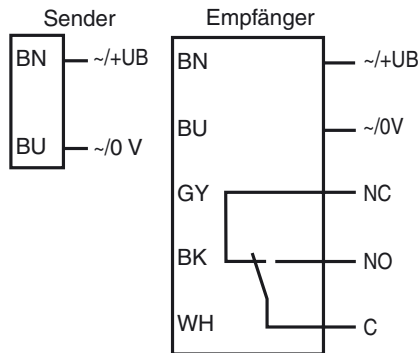 Sender
BN ~/+UB
BU ~/0 V
Empfänger
BN ~/+UB
BU ~/0V
GY NC
BK NO
WH C